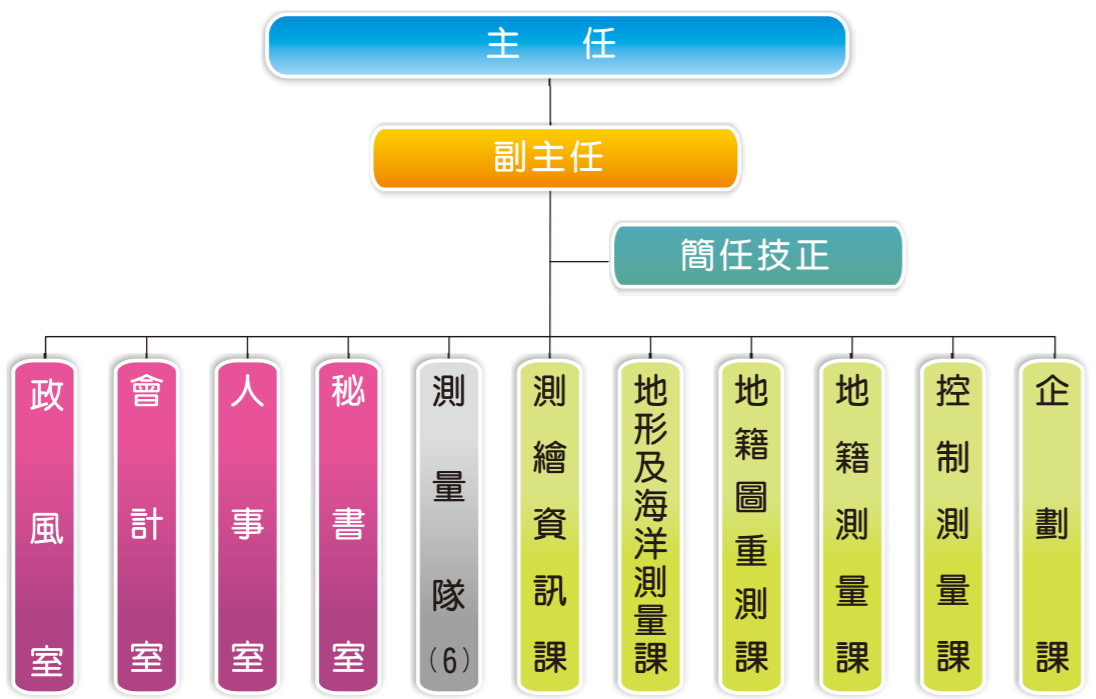 主任
副主任
簡任技正
政風室
會計室
人事室
秘書室
測量隊(6)
測繪資訊課
地形及海洋測量課
地籍圖重測課
地籍測量課
控制測量課
企劃課